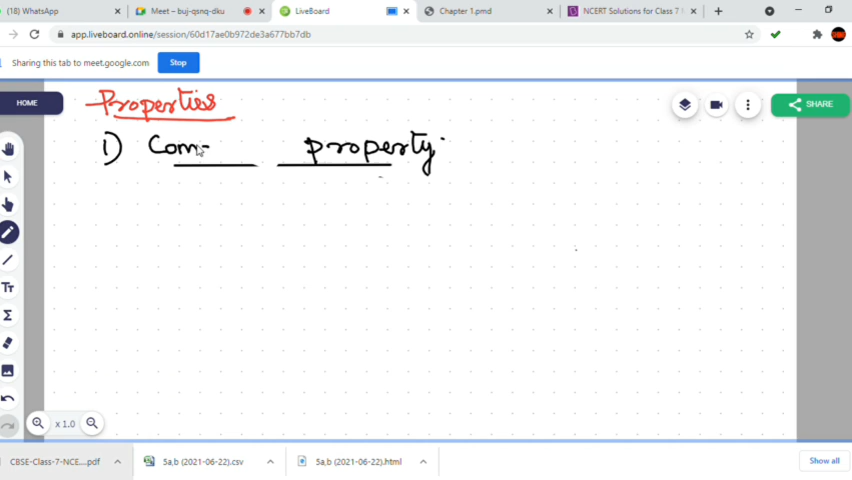 (18) WhatsApp
Meet – buj-qsnq-dku
LiveBoard
Chapter 1.pmd
NCERT Solutions for Class 7 M
app.liveboard.online/session/60d17ae0b972de3a677bb7db
Sharing this tab to meet.google.com
Stop
HOME
SHARE
Properties
1) Com- property.
Tт
Σ
x 1.0
CBSE-Class-7-NCE....pdf
5a,b (2021-06-22).csv
5a,b (2021-06-22).html
Show all